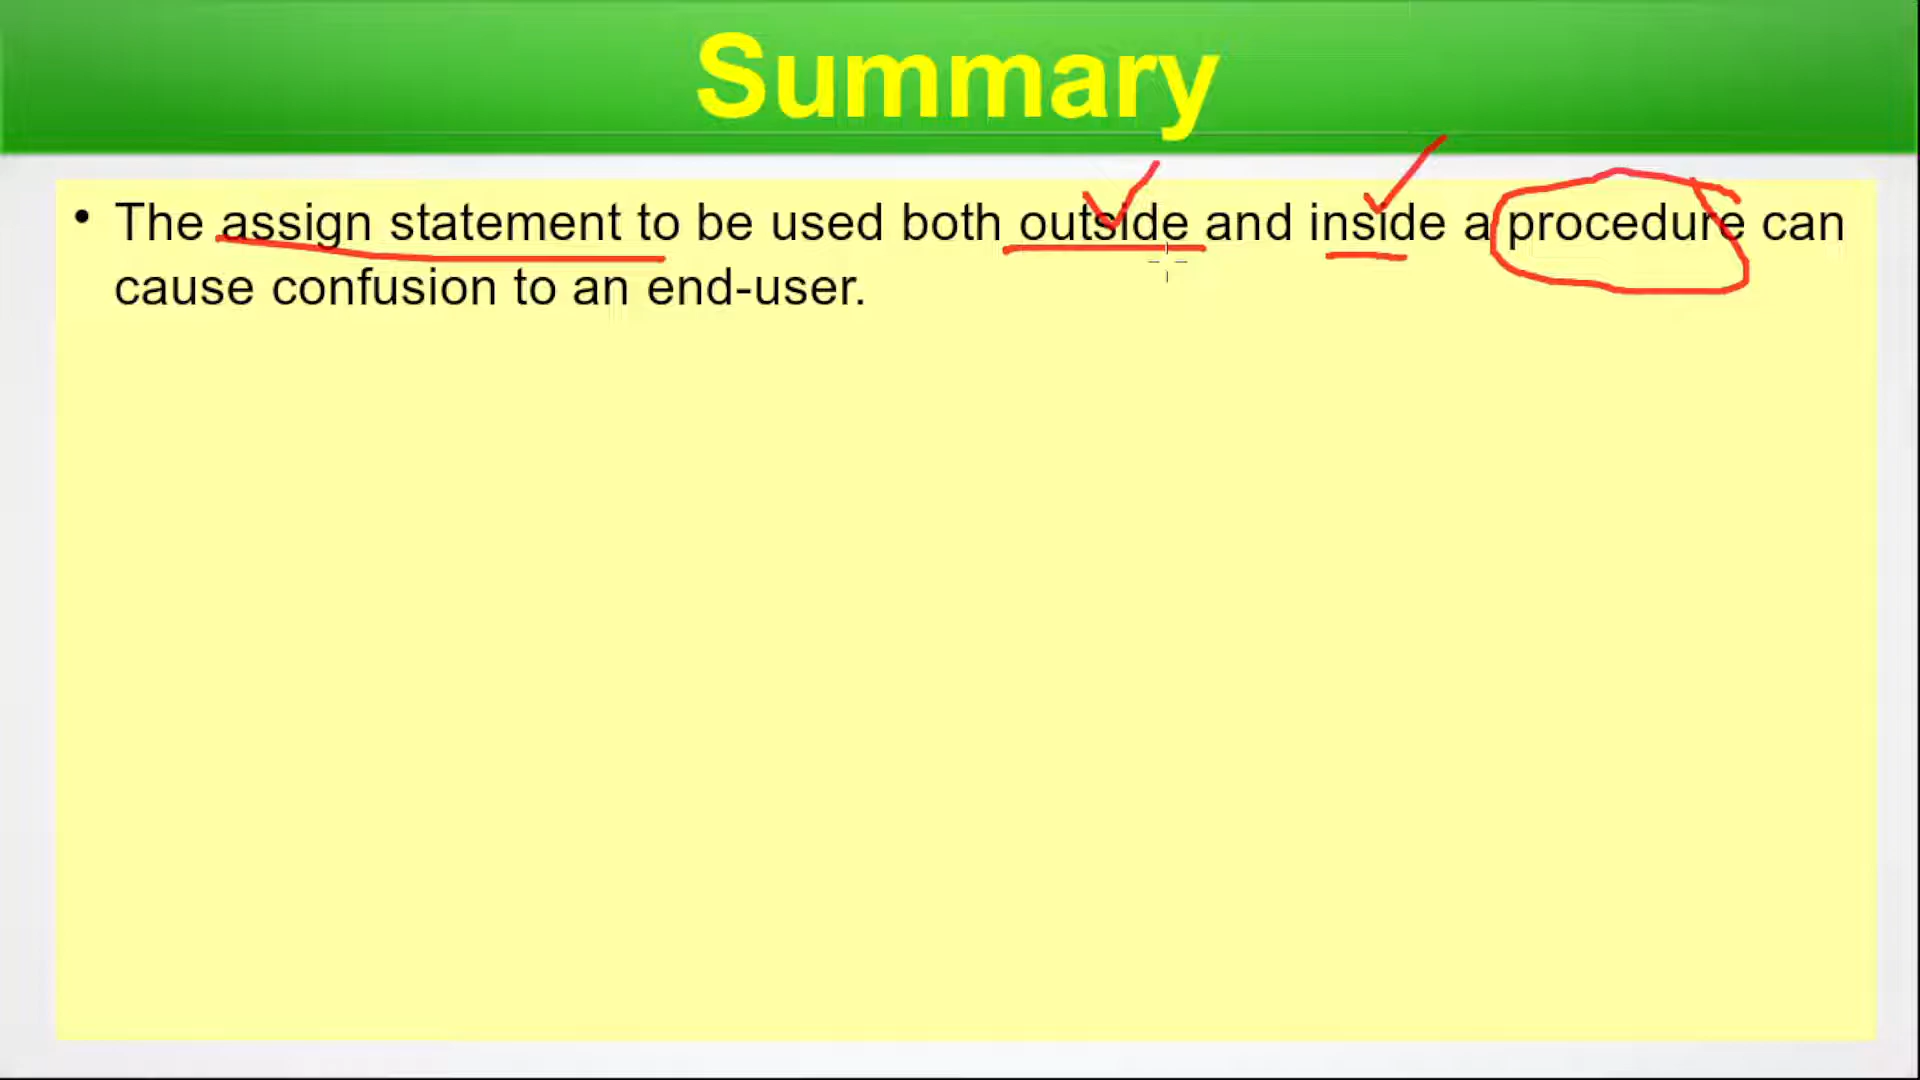 Summary
• The assign statement to be used both outside and inside a procedure can
cause confusion to an end-user.